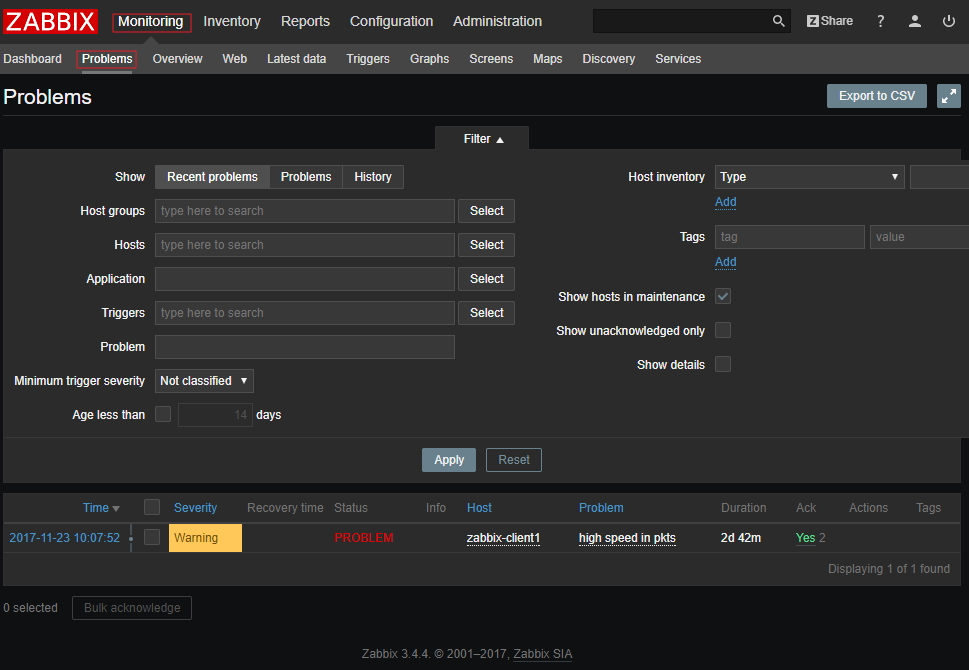 ZABBIX Monitoring Inventory Reports Configuration Administration Z Share ?
Dashboard Problems Overview Web Latest data Triggers Graphs Screens Maps Discovery Services
Problems Export to CSV
Filter ▲
Show Recent problems Problems History Host inventory Type ▼
Add
Host groups type here to search Select
Tags tag value
Hosts type here to search Select
Add
Application Select
Show hosts in maintenance
Triggers type here to search Select
Show unacknowledged only
Problem
Show details
Minimum trigger severity Not classified ▼
Age less than 14 days
Apply Reset
Time ▼ Severity Recovery time Status Info Host Problem Duration Ack Actions Tags
2017-11-23 10:07:52 Warning PROBLEM zabbix-client1 high speed in pkts 2d 42m Yes 2
Displaying 1 of 1 found
0 selected Bulk acknowledge
Zabbix 3.4.4. © 2001–2017, Zabbix SIA